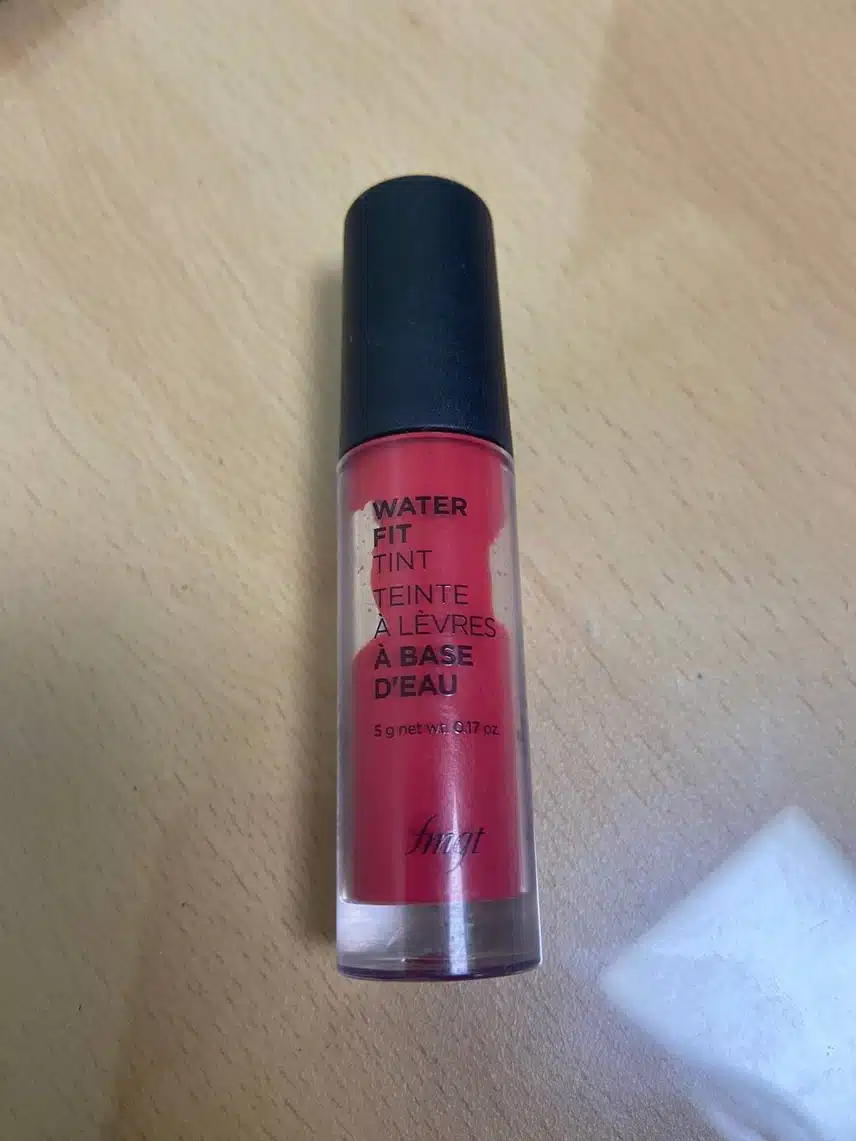 WATER
FIT
TINT
TEINTE
À LÈVRES
À BASE
D'EAU
5 g net wt. 0.17 oz
fmgt